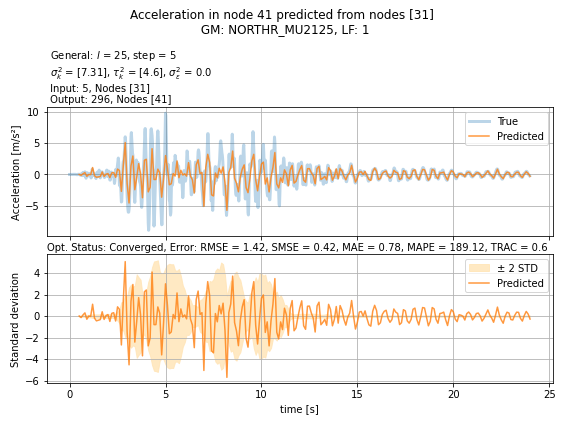 Acceleration in node 41 predicted from nodes [31]
GM: NORTHR_MU2125, LF: 1
General: l = 25, step = 5
σ²ₖ = [7.31], τ²ₖ = [4.6], σ²ₑ = 0.0
Input: 5, Nodes [31]
Output: 296, Nodes [41]
Acceleration [m/s²]
10
5
0
−5
True
Predicted
Opt. Status: Converged, Error: RMSE = 1.42, SMSE = 0.42, MAE = 0.78, MAPE = 189.12, TRAC = 0.6
Standard deviation
4
2
0
−2
−4
−6
± 2 STD
Predicted
0 5 10 15 20 25
time [s]